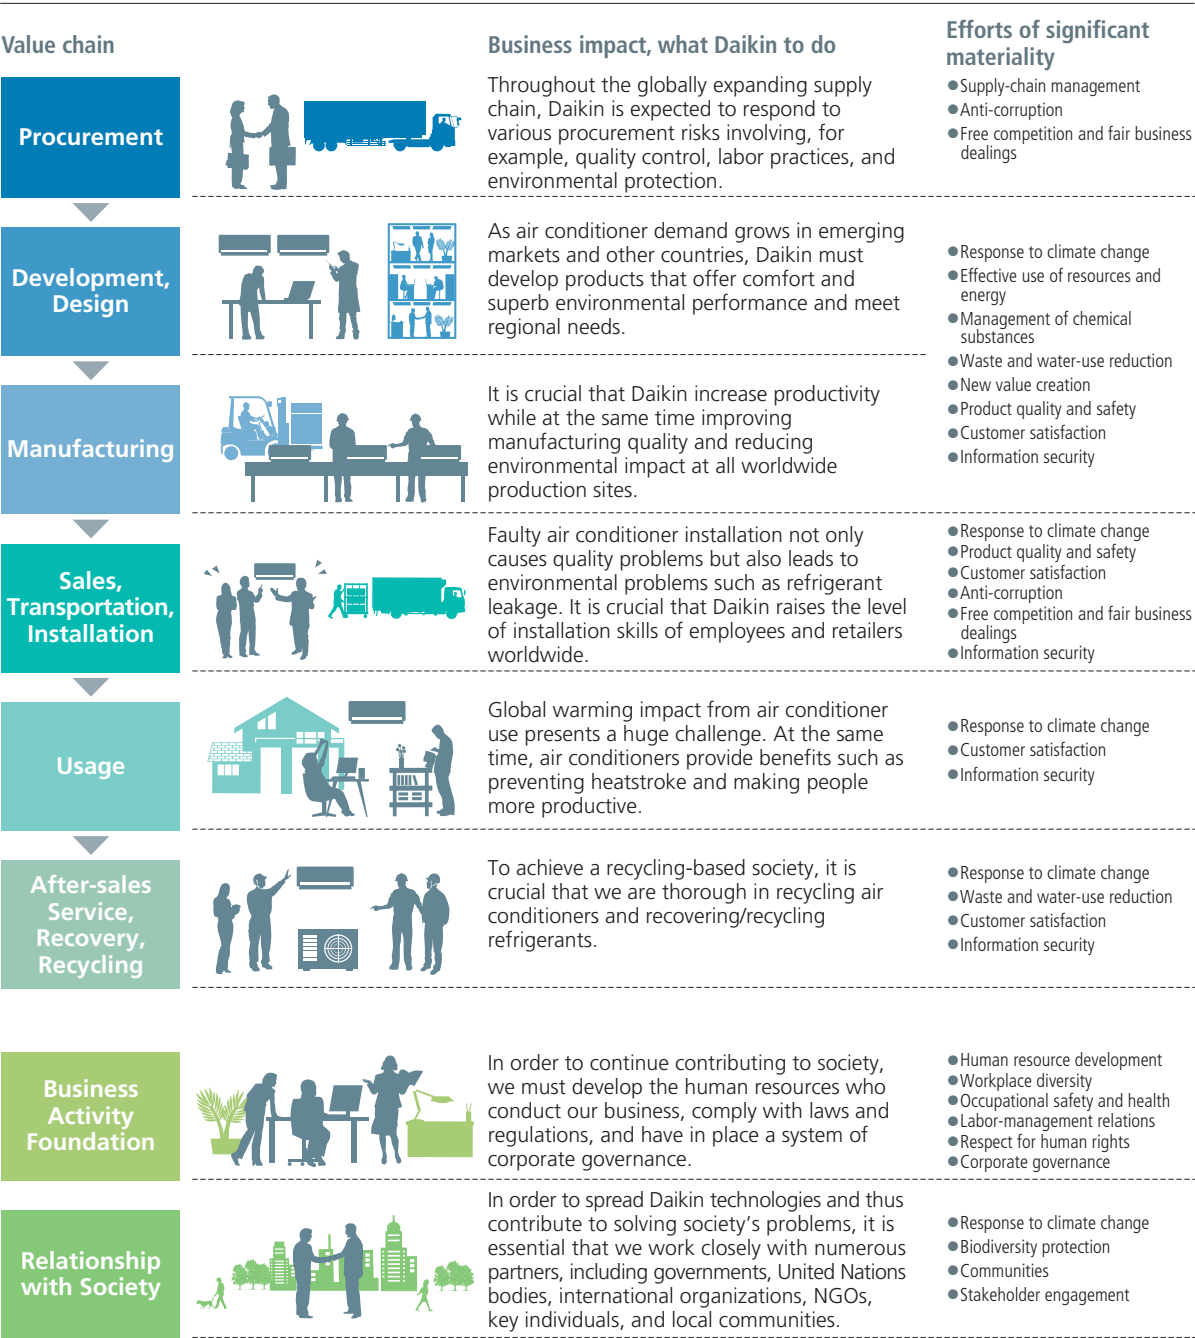 Value chain
Business impact, what Daikin to do
Efforts of significant
materiality
Procurement
Throughout the globally expanding supply
chain, Daikin is expected to respond to
various procurement risks involving, for
example, quality control, labor practices, and
environmental protection.
●Supply-chain management
●Anti-corruption
●Free competition and fair business
dealings
Development,
Design
As air conditioner demand grows in emerging
markets and other countries, Daikin must
develop products that offer comfort and
superb environmental performance and meet
regional needs.
●Response to climate change
●Effective use of resources and
energy
●Management of chemical
substances
●Waste and water-use reduction
●New value creation
●Product quality and safety
●Customer satisfaction
●Information security
Manufacturing
It is crucial that Daikin increase productivity
while at the same time improving
manufacturing quality and reducing
environmental impact at all worldwide
production sites.
Sales,
Transportation,
Installation
Faulty air conditioner installation not only
causes quality problems but also leads to
environmental problems such as refrigerant
leakage. It is crucial that Daikin raises the level
of installation skills of employees and retailers
worldwide.
●Response to climate change
●Product quality and safety
●Customer satisfaction
●Anti-corruption
●Free competition and fair business
dealings
●Information security
Usage
Global warming impact from air conditioner
use presents a huge challenge. At the same
time, air conditioners provide benefits such as
preventing heatstroke and making people
more productive.
●Response to climate change
●Customer satisfaction
●Information security
After-sales
Service,
Recovery,
Recycling
To achieve a recycling-based society, it is
crucial that we are thorough in recycling air
conditioners and recovering/recycling
refrigerants.
●Response to climate change
●Waste and water-use reduction
●Customer satisfaction
●Information security
Business
Activity
Foundation
In order to continue contributing to society,
we must develop the human resources who
conduct our business, comply with laws and
regulations, and have in place a system of
corporate governance.
●Human resource development
●Workplace diversity
●Occupational safety and health
●Labor-management relations
●Respect for human rights
●Corporate governance
Relationship
with Society
In order to spread Daikin technologies and thus
contribute to solving society’s problems, it is
essential that we work closely with numerous
partners, including governments, United Nations
bodies, international organizations, NGOs,
key individuals, and local communities.
●Response to climate change
●Biodiversity protection
●Communities
●Stakeholder engagement